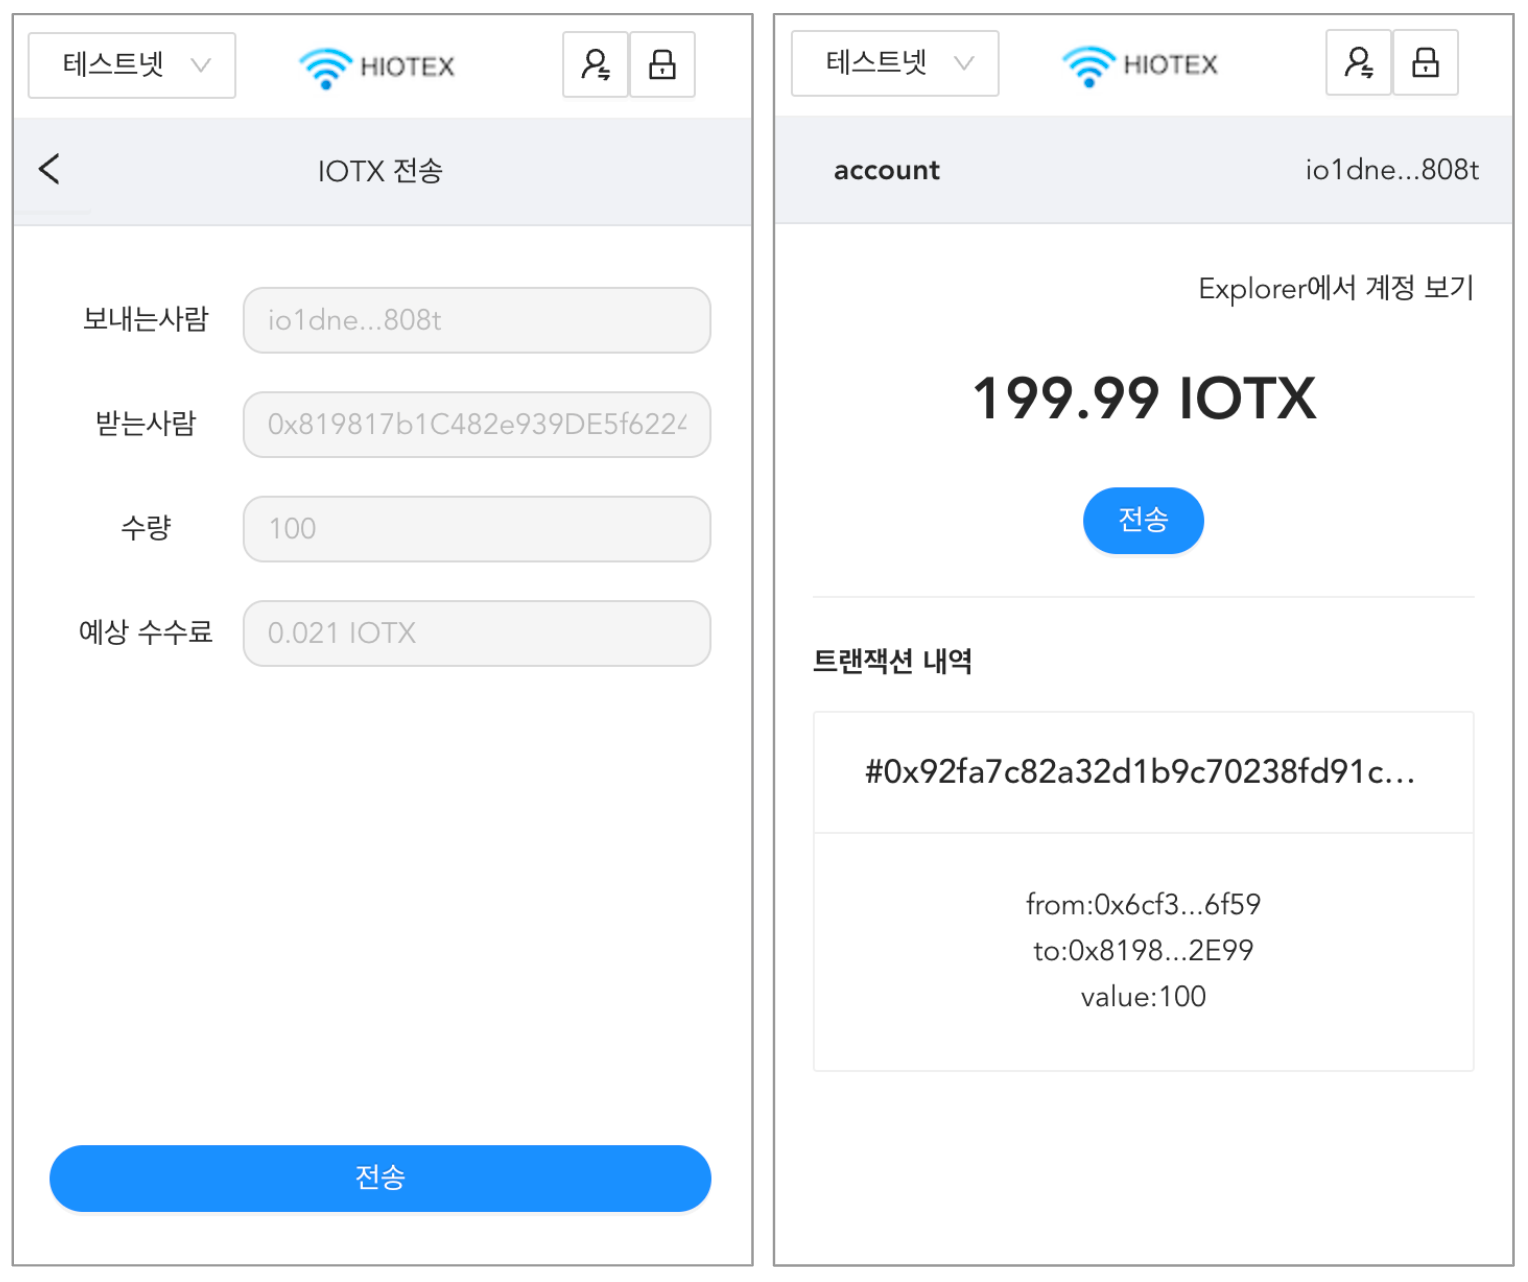 테스트넷
HIOTEX
IOTX 전송
보내는사람
io1dne...808t
받는사람
0x819817b1C482e939DE5f6224
수량
100
예상 수수료
0.021 IOTX
전송
테스트넷
HIOTEX
account
io1dne...808t
Explorer에서 계정 보기
199.99 IOTX
전송
트랜잭션 내역
#0x92fa7c82a32d1b9c70238fd91c...
from:0x6cf3...6f59
to:0x8198...2E99
value:100